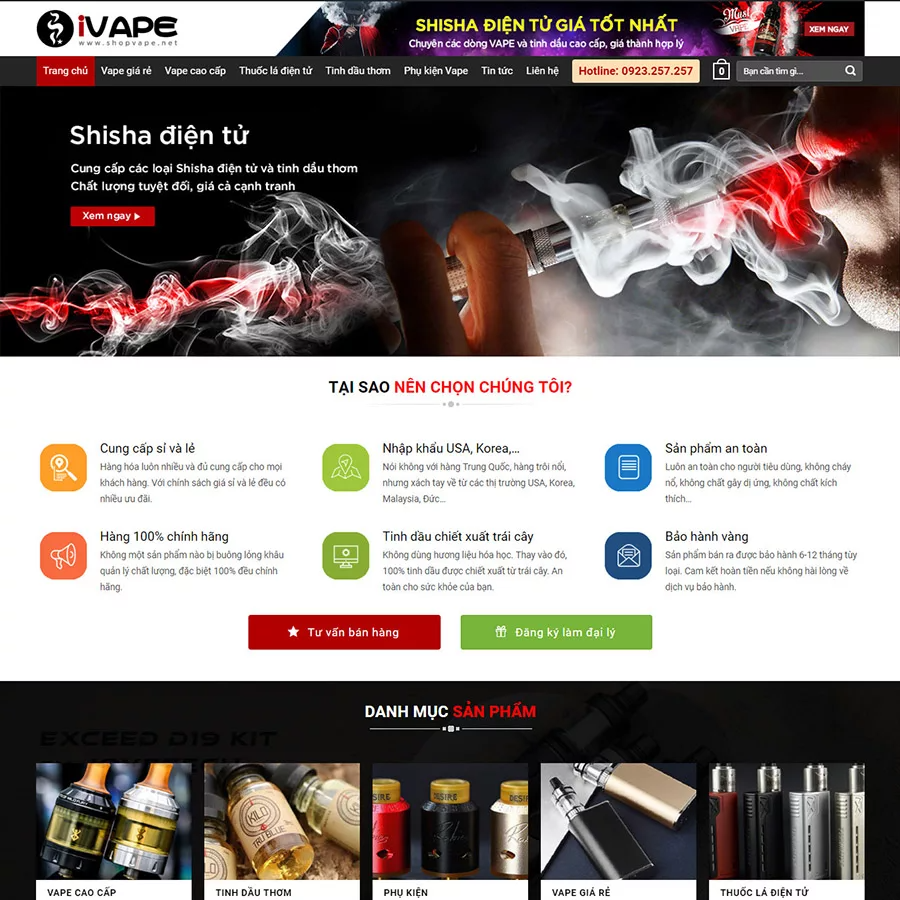 iVAPE
www.shopvape.net
SHISHA ĐIỆN TỬ GIÁ TỐT NHẤT
Chuyên các dòng VAPE và tinh dầu cao cấp, giá thành hợp lý
Must
VAPE
XEM NGAY
Trang chủ Vape giá rẻ Vape cao cấp Thuốc lá điện tử Tinh dầu thơm Phụ kiện Vape Tin tức Liên hệ Hotline: 0923.257.257 0 Bạn cần tìm gì...
Shisha điện tử
Cung cấp các loại Shisha điện tử và tinh dầu thơm
Chất lượng tuyệt đối, giá cả cạnh tranh
Xem ngay
TẠI SAO NÊN CHỌN CHÚNG TÔI?
Cung cấp sỉ và lẻ
Hàng hóa luôn nhiều và đủ cung cấp cho mọi
khách hàng. Với chính sách giá sỉ và lẻ đều có
nhiều ưu đãi.
Nhập khẩu USA, Korea,...
Nói không với hàng Trung Quốc, hàng trôi nổi,
nhưng xách tay về từ các thị trường USA, Korea,
Malaysia, Đức...
Sản phẩm an toàn
Luôn an toàn cho người tiêu dùng, không cháy
nổ, không chất gây dị ứng, không chất kích
thích...
Hàng 100% chính hãng
Không một sản phẩm nào bị buông lỏng khâu
quản lý chất lượng, đặc biệt 100% đều chính
hãng.
Tinh dầu chiết xuất trái cây
Không dùng hương liệu hóa học. Thay vào đó,
100% tinh dầu được chiết xuất từ trái cây. An
toàn cho sức khỏe của bạn.
Bảo hành vàng
Sản phẩm bán ra được bảo hành 6-12 tháng tùy
loại. Cam kết hoàn tiền nếu không hài lòng về
dịch vụ bảo hành.
Tư vấn bán hàng
Đăng ký làm đại lý
DANH MỤC SẢN PHẨM
EXCEED D19 KIT
KILO
TRU BLUE
DESIRE
DESIRE
VAPE CAO CẤP
TINH DẦU THƠM
PHỤ KIỆN
VAPE GIÁ RẺ
THUỐC LÁ ĐIỆN TỬ